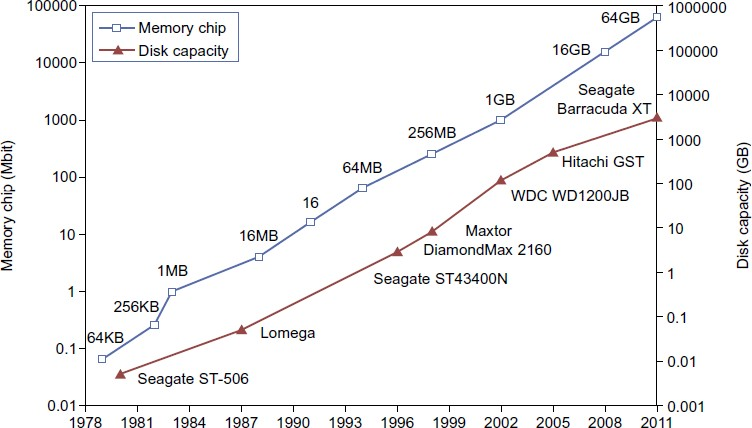 100000
10000
1000
100
10
1
0.1
0.01
Memory chip (Mbit)
Memory chip
Disk capacity
64KB
256KB
1MB
16MB
16
64MB
256MB
1GB
16GB
64GB
Seagate ST-506
Lomega
Seagate ST43400N
Maxtor
DiamondMax 2160
WDC WD1200JB
Hitachi GST
Seagate
Barracuda XT
1000000
100000
10000
1000
100
10
1
0.1
0.01
0.001
Disk capacity (GB)
1978 1981 1984 1987 1990 1993 1996 1999 2002 2005 2008 2011